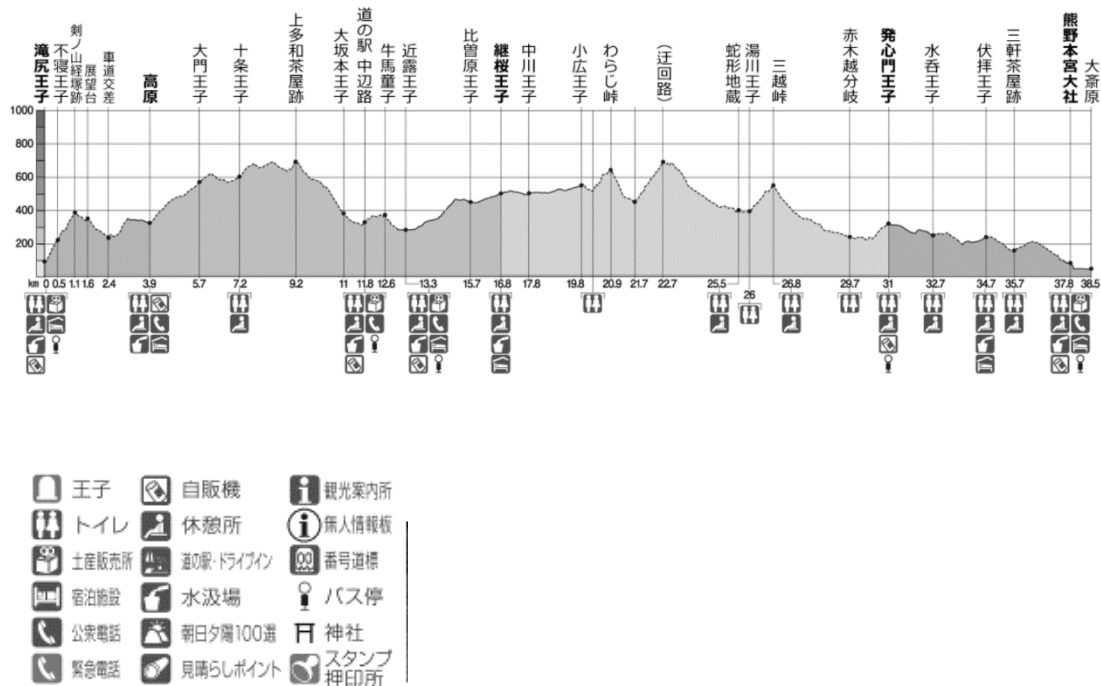 滝尻王子
不寝王子
剣ノ山経塚跡
展望台
車道交差
高原
大門王子
十条王子
上多和茶屋跡
大坂本王子
道の駅 中辺路
牛馬童子
近露王子
比曽原王子
継桜王子
中川王子
小広王子
わらじ峠
(迂回路)
蛇形地蔵
湯川王子
三越峠
赤木越分岐
発心門王子
水呑王子
伏拝王子
三軒茶屋跡
熊野本宮大社
大斎原
1000
800
600
400
200
km 0 0.5 1.1 1.6 2.4 3.9 5.7 7.2 9.2 11 11.8 12.6 13.3 15.7 16.8 17.8 19.8 20.9 21.7 22.7 25.5 26 26.8 29.7 31 32.7 34.7 35.7 37.8 38.5
王子 自販機 観光案内所
トイレ 休憩所 無人情報板
土産販売所 道の駅・ドライブイン 番号道標
宿泊施設 水汲場 バス停
公衆電話 朝日夕陽100選 神社
緊急電話 見晴らしポイント スタンプ
押印所